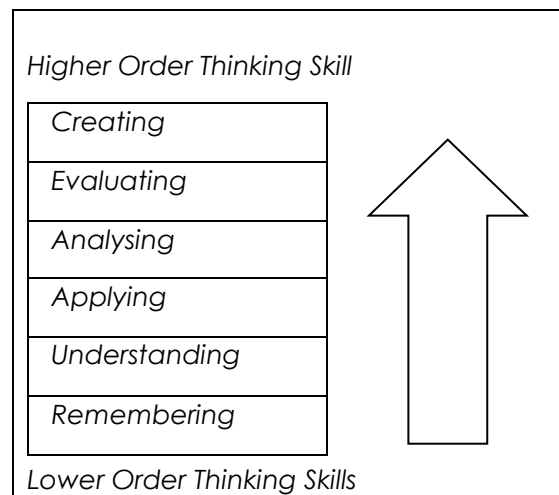 Higher Order Thinking Skill
Creating
Evaluating
Analysing
Applying
Understanding
Remembering
Lower Order Thinking Skills